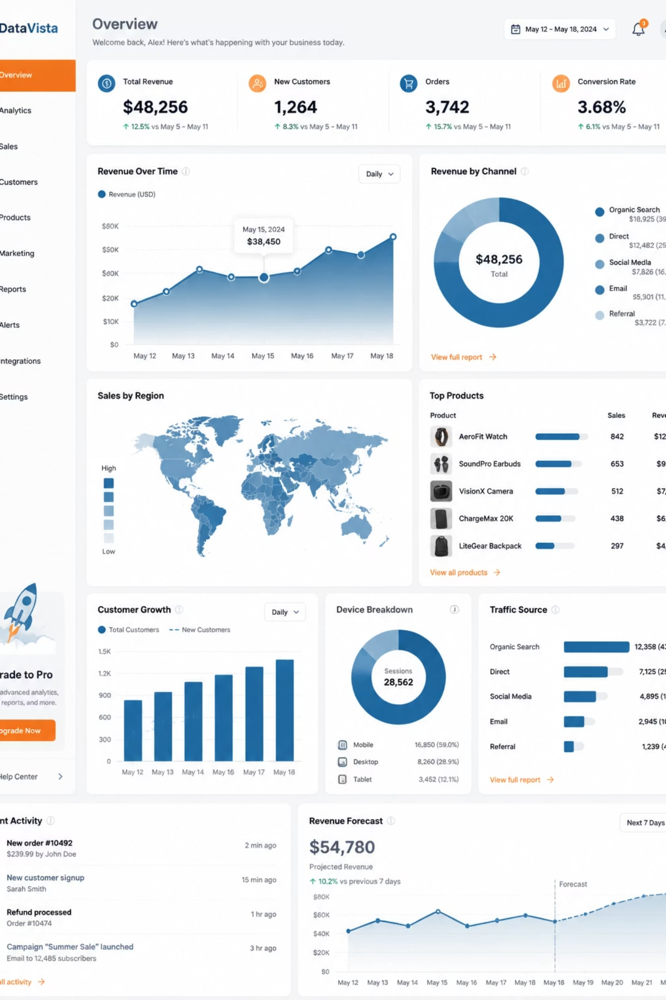 DataVista
Overview
Analytics
Sales
Customers
Products
Marketing
Reports
Alerts
Integrations
Settings
rade to Pro
advanced analytics,
reports, and more.
pgrade Now
Help Center
Overview
Welcome back, Alex! Here's what's happening with your business today.
May 12 – May 18, 2024
3
Total Revenue
$48,256
↑ 12.5% vs May 5 – May 11
New Customers
1,264
↑ 8.3% vs May 5 – May 11
Orders
3,742
↑ 15.7% vs May 5 – May 11
Conversion Rate
3.68%
↑ 6.1% vs May 5 – May 11
Revenue Over Time
Daily
Revenue (USD)
May 15, 2024
$38,450
$60K
$50K
$60K
$20K
$10K
$0
May 12 May 13 May 14 May 15 May 16 May 17 May 18
Revenue by Channel
$48,256
Total
Organic Search
$18,925 (39
Direct
$12,482 (25
Social Media
$7,826 (16.
Email
$5,301 (11.
Referral
$3,722 (7.
View full report →
Sales by Region
High
Low
Top Products
Product Sales Reve
AeroFit Watch 842 $12
SoundPro Earbuds 653 $9
VisionX Camera 512 $7,
ChargeMax 20K 438 $6,
LiteGear Backpack 297 $4,
View all products →
Customer Growth
Daily
Total Customers New Customers
1.5K
1.2K
900
600
300
0
May 12 May 13 May 14 May 16 May 17 May 18
Device Breakdown
Sessions
28,562
Mobile 16,850 (59.0%)
Desktop 8,260 (28.9%)
Tablet 3,452 (12.1%)
Traffic Source
Organic Search 12,358 (43
Direct 7,125 (25
Social Media 4,895 (1
Email 2,945 (10
Referral 1,239 (4
View full report →
nt Activity
New order #10492
$239.99 by John Doe
2 min ago
New customer signup
Sarah Smith
15 min ago
Refund processed
Order #10474
1 hr ago
Campaign “Summer Sale” launched
Email to 12,485 subscribers
3 hr ago
all activity →
Revenue Forecast
Next 7 Days
$54,780
Projected Revenue
↑ 10.2% vs previous 7 days
Forecast
$80K
$60K
$40K
$20K
$0
May 12 May 13 May 14 May 15 May 16 May 17 May 18 May 18 May 19 May 20 May 21 M